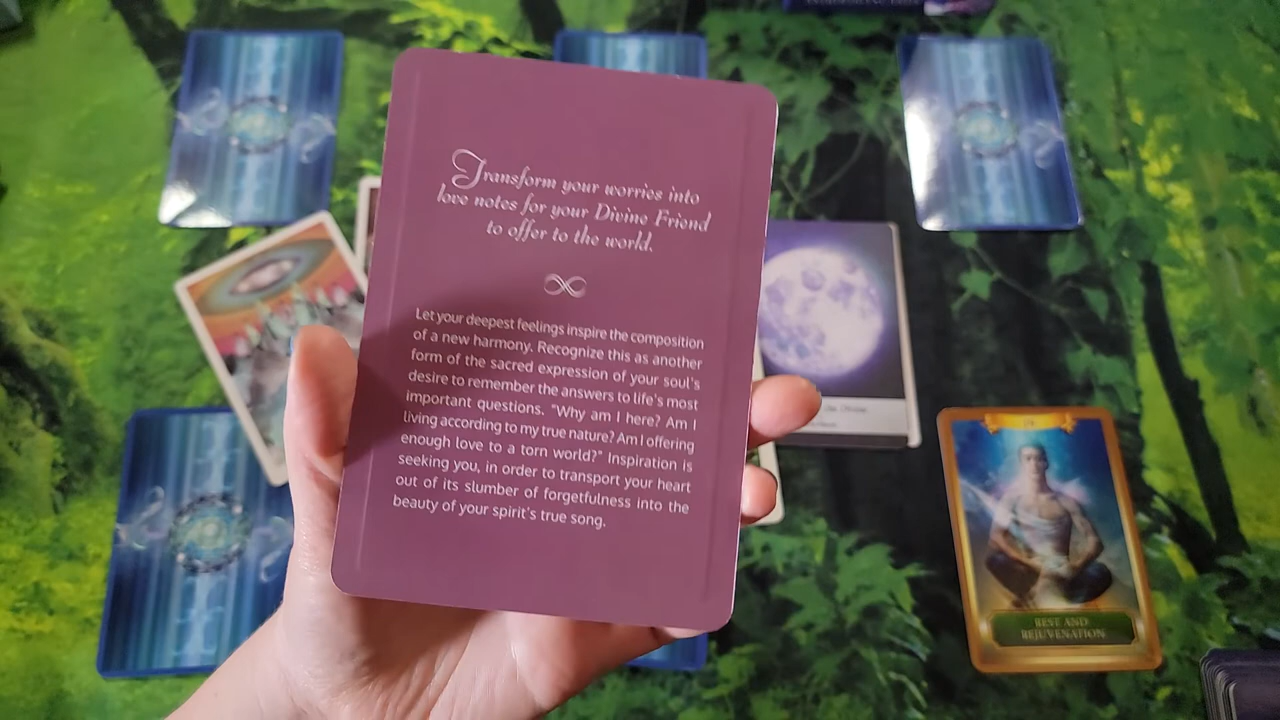 Transform your worries into
love notes for your Divine Friend
to offer to the world.
Let your deepest feelings inspire the composition
of a new harmony. Recognize this as another
form of the sacred expression of your soul's
desire to remember the answers to life's most
important questions. "Why am I here? Am I
living according to my true nature? Am I offering
enough love to a torn world?" Inspiration is
seeking you, in order to transport your heart
out of its slumber of forgetfulness into the
beauty of your spirit's true song.
REST AND
REJUVENATION